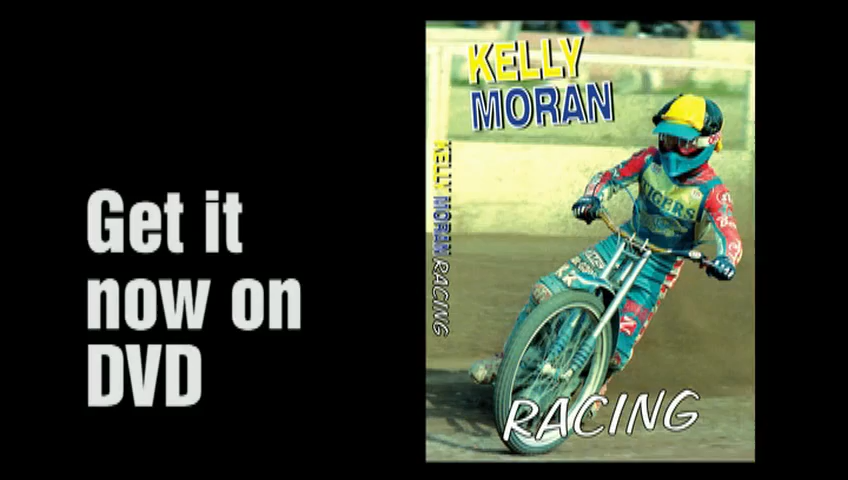 Get it
now on
DVD
KELLY
MORAN
KELLY MORAN RACING
RACING